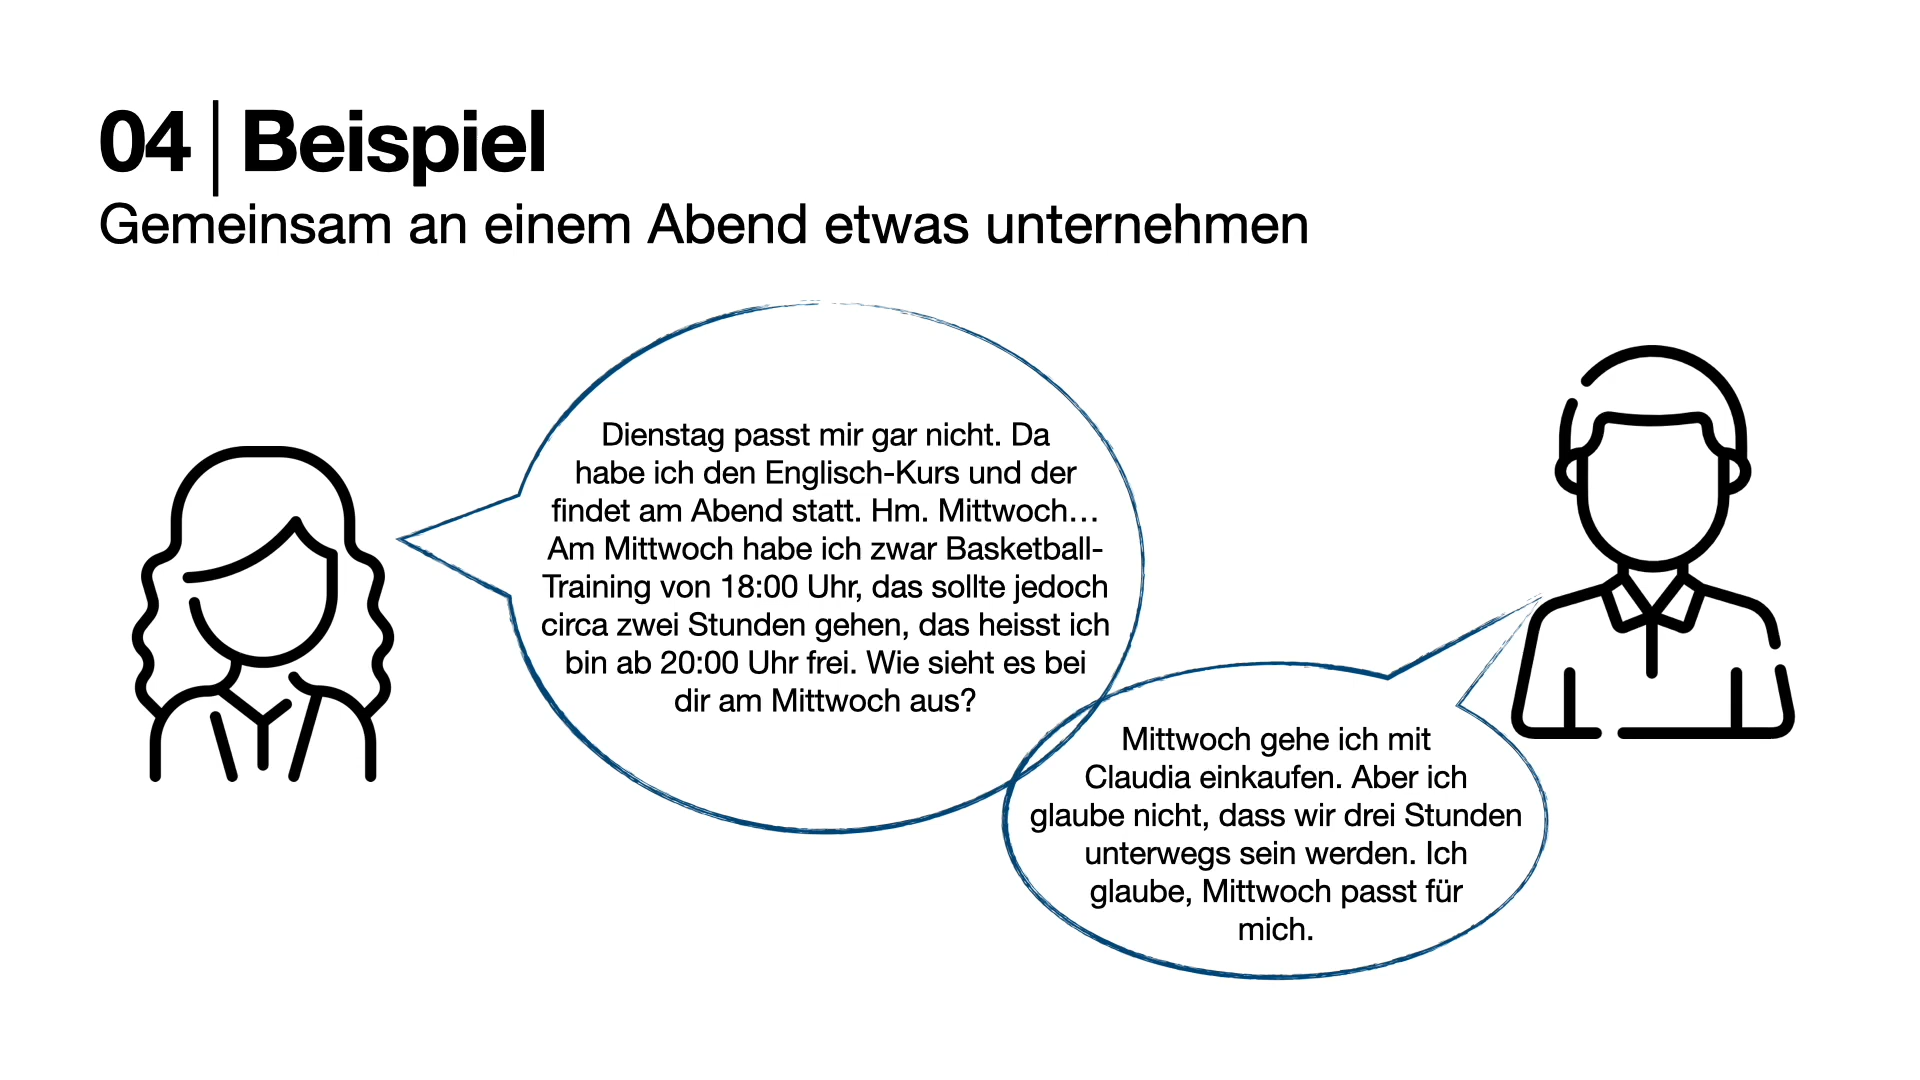 04 | Beispiel
Gemeinsam an einem Abend etwas unternehmen
Dienstag passt mir gar nicht. Da
habe ich den Englisch-Kurs und der
findet am Abend statt. Hm. Mittwoch…
Am Mittwoch habe ich zwar Basketball-
Training von 18:00 Uhr, das sollte jedoch
circa zwei Stunden gehen, das heisst ich
bin ab 20:00 Uhr frei. Wie sieht es bei
dir am Mittwoch aus?
Mittwoch gehe ich mit
Claudia einkaufen. Aber ich
glaube nicht, dass wir drei Stunden
unterwegs sein werden. Ich
glaube, Mittwoch passt für
mich.